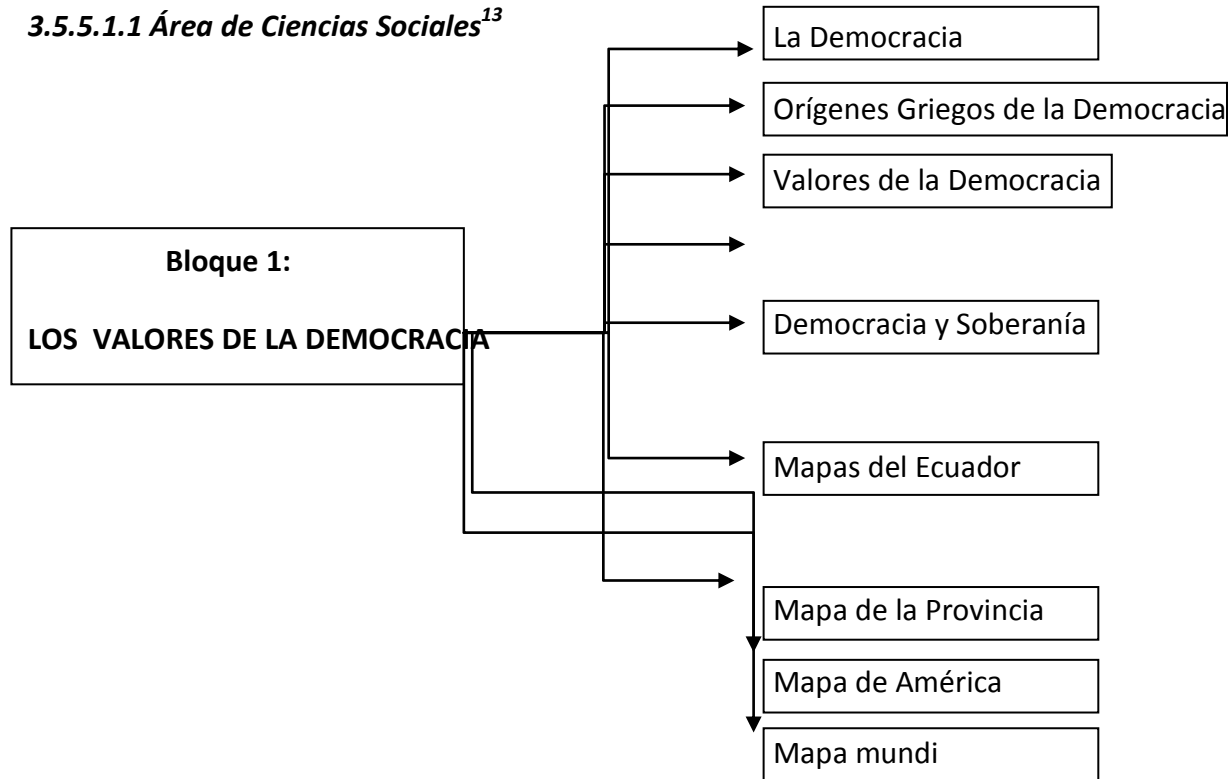 3.5.5.1.1 Área de Ciencias Sociales13
La Democracia
Orígenes Griegos de la Democracia
Valores de la Democracia
Bloque 1:
LOS VALORES DE LA DEMOCRACIA
Democracia y Soberanía
Mapas del Ecuador
Mapa de la Provincia
Mapa de América
Mapa mundi